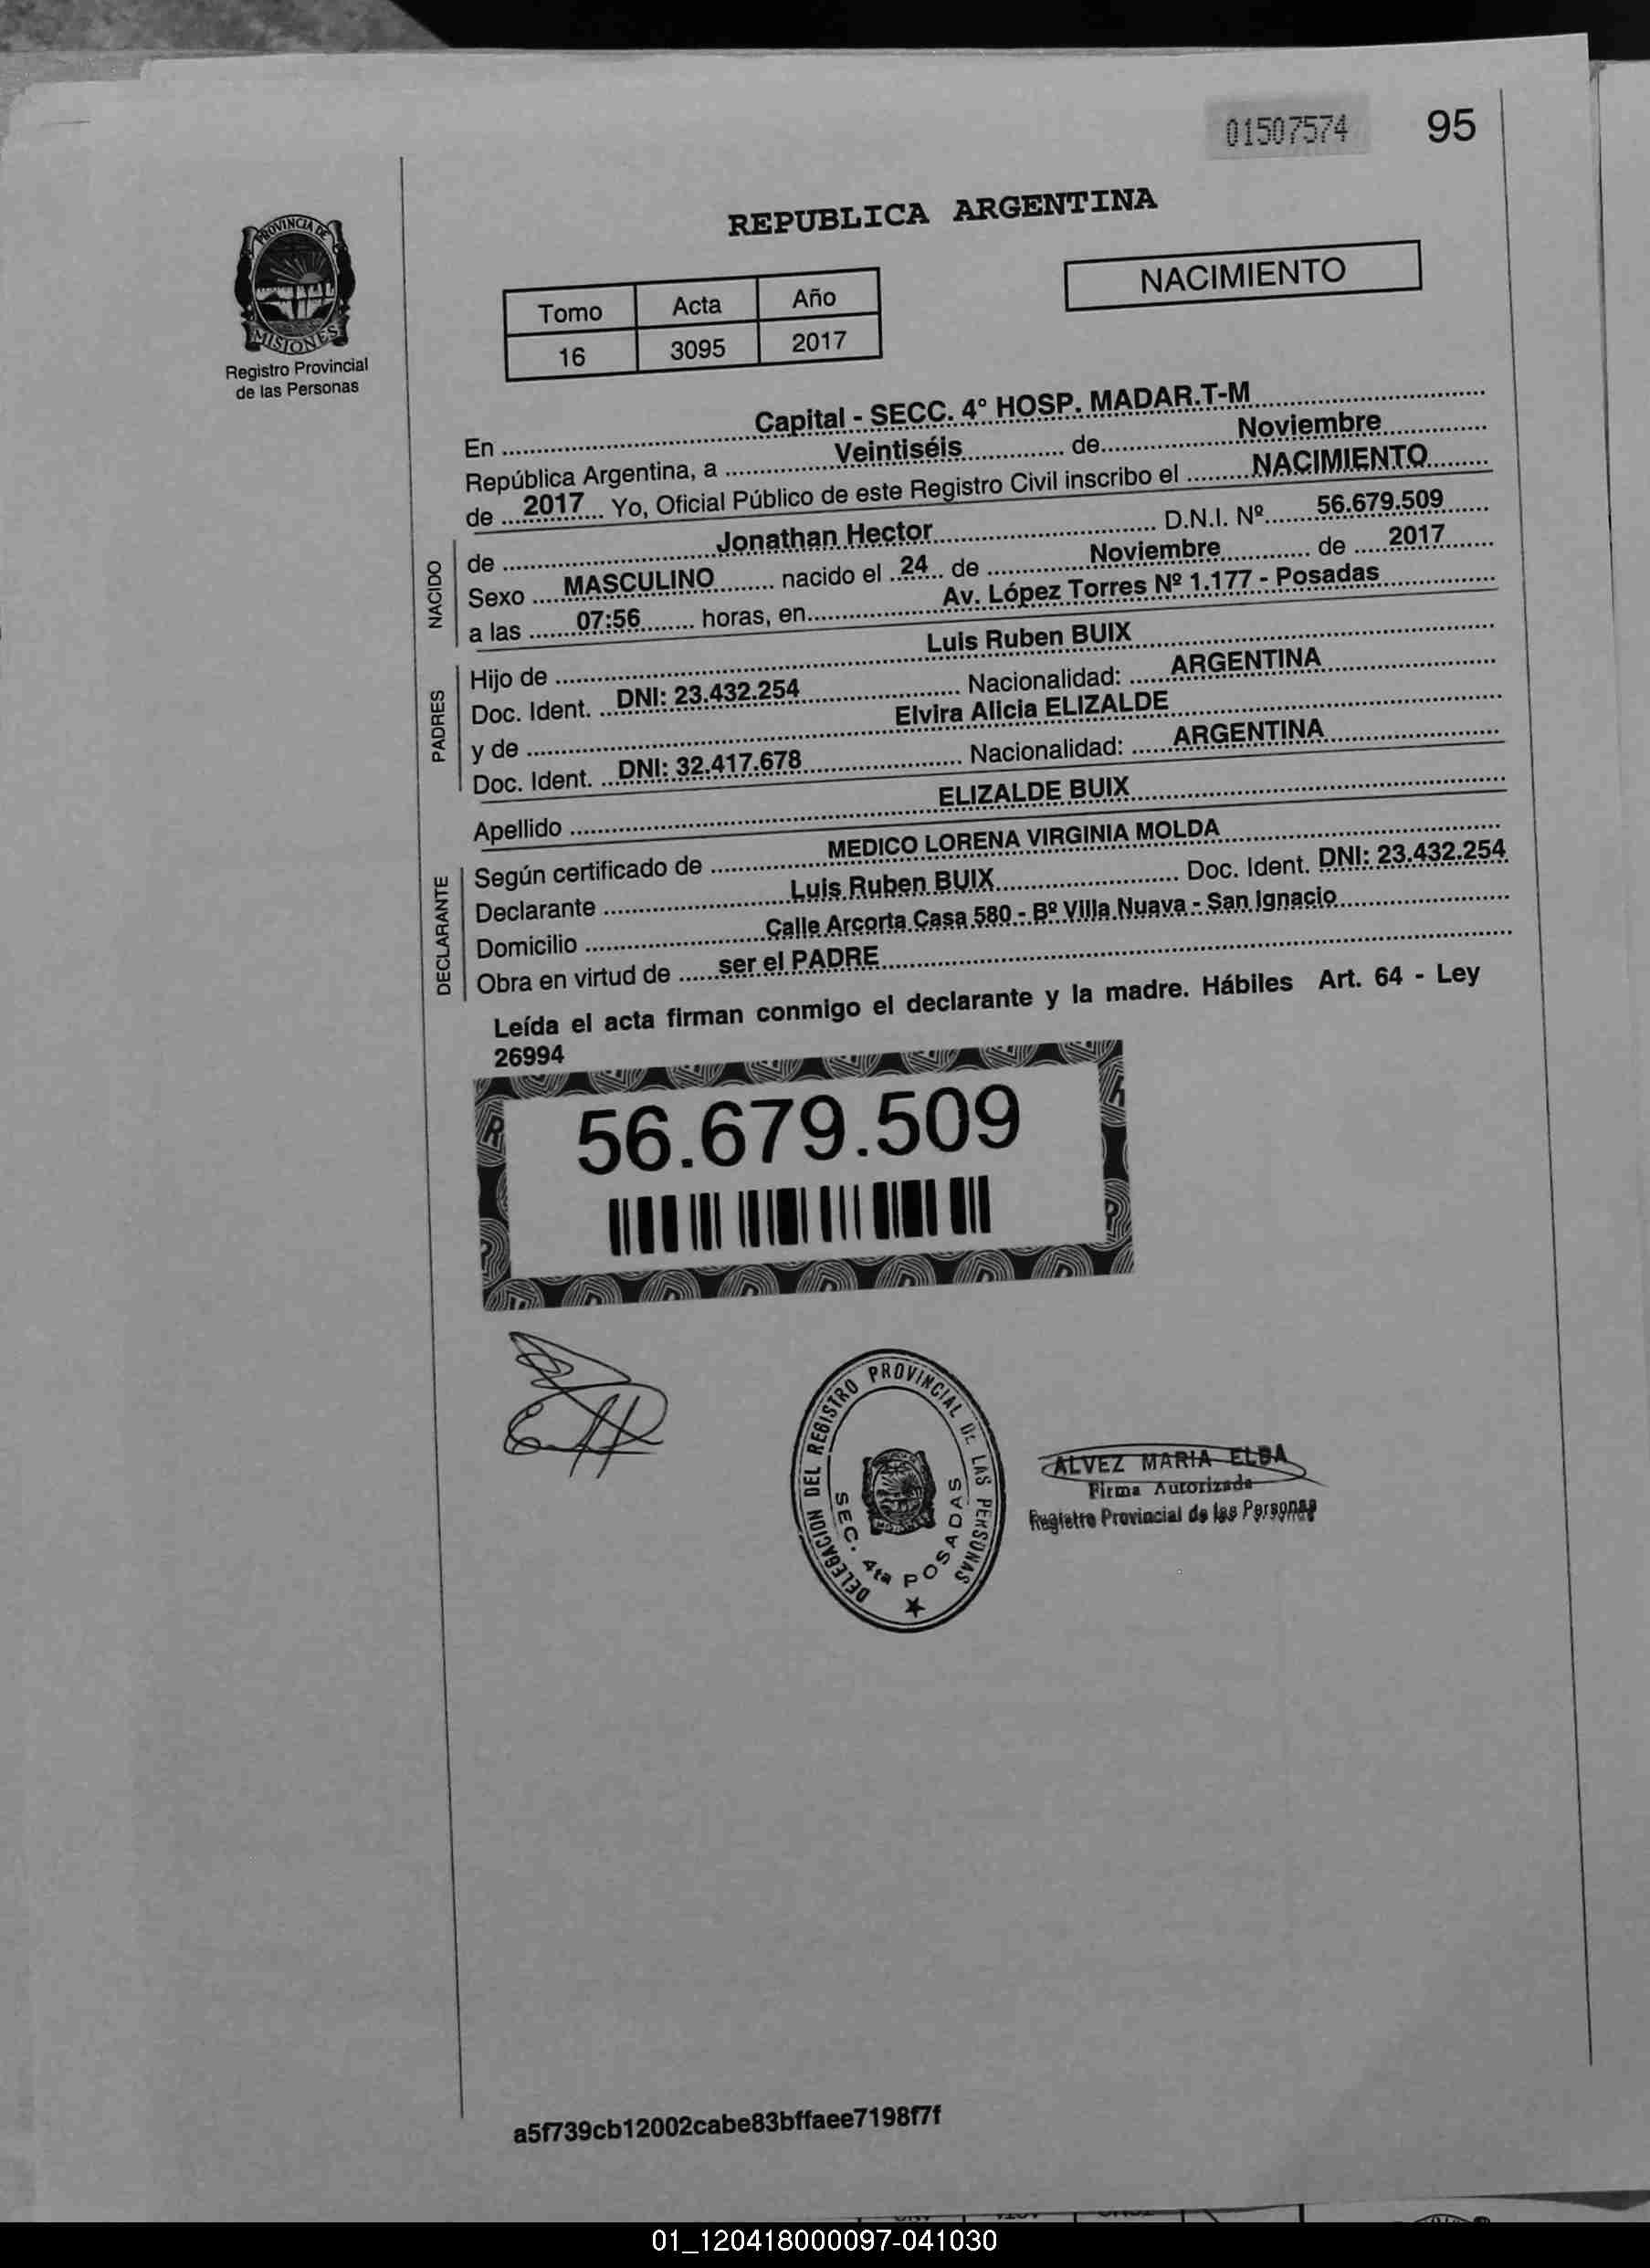 01507574 95
REPUBLICA ARGENTINA
PROVINCIA DE
MISIONES
Registro Provincial
de las Personas
NACIMIENTO
Tomo Acta Año
16 3095 2017
En Capital - SECC. 4° HOSP. MADAR.T-M
República Argentina, a Veintiséis de Noviembre
de 2017 Yo, Oficial Público de este Registro Civil inscribo el NACIMIENTO
NACIDO
de Jonathan Hector D.N.I. Nº 56.679.509
Sexo MASCULINO nacido el 24 de Noviembre de 2017
a las 07:56 horas, en Av. López Torres Nº 1.177 - Posadas
PADRES
Hijo de Luis Ruben BUIX
Doc. Ident. DNI: 23.432.254 Nacionalidad: ARGENTINA
y de Elvira Alicia ELIZALDE
Doc. Ident. DNI: 32.417.678 Nacionalidad: ARGENTINA
Apellido ELIZALDE BUIX
DECLARANTE
Según certificado de MEDICO LORENA VIRGINIA MOLDA
Declarante Luis Ruben BUIX Doc. Ident. DNI: 23.432.254
Domicilio Calle Arcorta Casa 580 - Bº Villa Nuava - San Ignacio
Obra en virtud de ser el PADRE
Leída el acta firman conmigo el declarante y la madre. Hábiles Art. 64 - Ley
26994
56.679.509
DELEGACION DEL REGISTRO PROVINCIAL DE LAS PERSONAS
SEC. 4ta POSADAS
ALVEZ MARIA ELBA
Firma Autorizada
Registro Provincial de las Personas
a5f739cb12002cabe83bffaee7198f7f
01_120418000097-041030